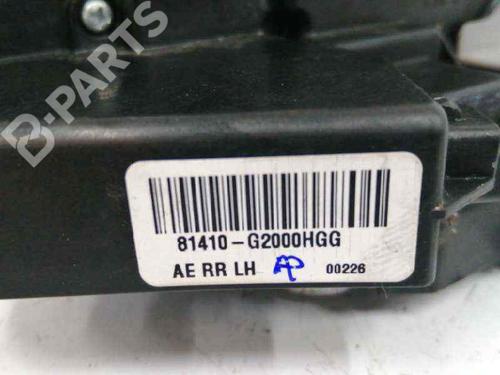 B-PARTS
81410-G2000HGG
AE RR LH AP 00226